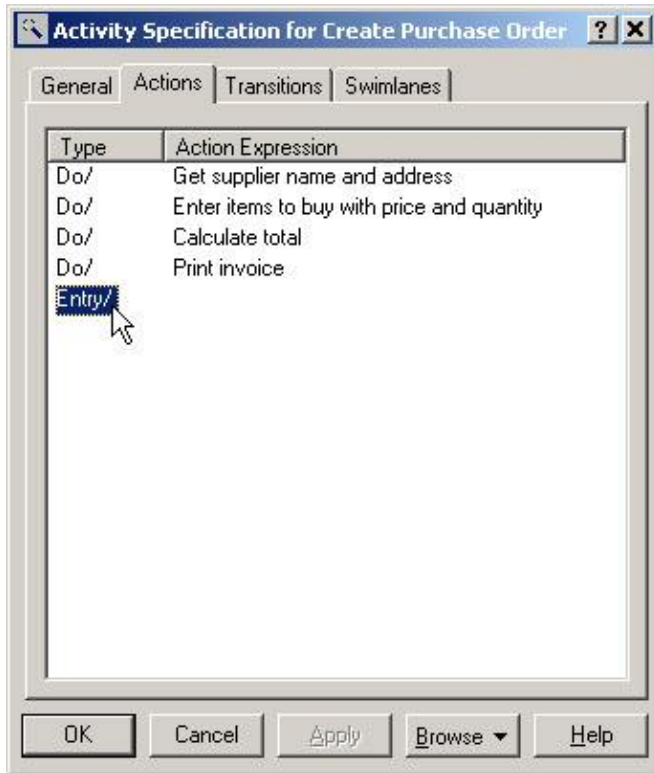 Activity Specification for Create Purchase Order ?
General Actions Transitions Swimlanes
Type Action Expression
Do/ Get supplier name and address
Do/ Enter items to buy with price and quantity
Do/ Calculate total
Do/ Print invoice
Entry/
OK Cancel Apply Browse Help